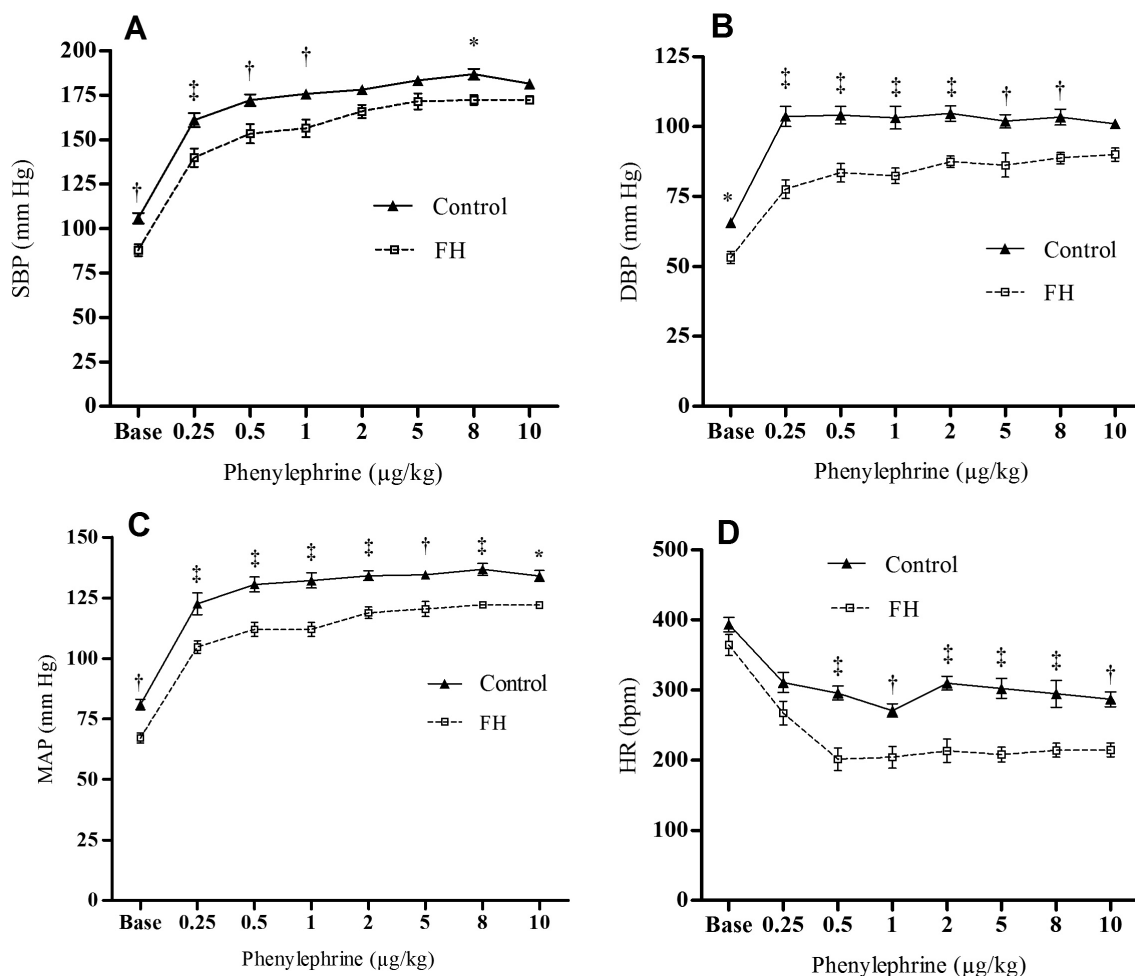 A
* 
† †
‡
†
200
175
150
125
100
75
50
25
0
SBP (mm Hg)
Control
FH
Base 0.25 0.5 1 2 5 8 10
Phenylephrine (µg/kg)
B
‡ ‡ ‡ ‡ † †
*
125
100
75
50
25
0
DBP (mm Hg)
Control
FH
Base 0.25 0.5 1 2 5 8 10
Phenylephrine (µg/kg)
C
‡ ‡ ‡ ‡ † ‡ *
†
150
125
100
75
50
25
0
MAP (mm Hg)
Control
FH
Base 0.25 0.5 1 2 5 8 10
Phenylephrine (µg/kg)
D
Control
FH
‡ † ‡ ‡ ‡ †
500
400
300
200
100
0
HR (bpm)
Base 0.25 0.5 1 2 5 8 10
Phenylephrine (µg/kg)